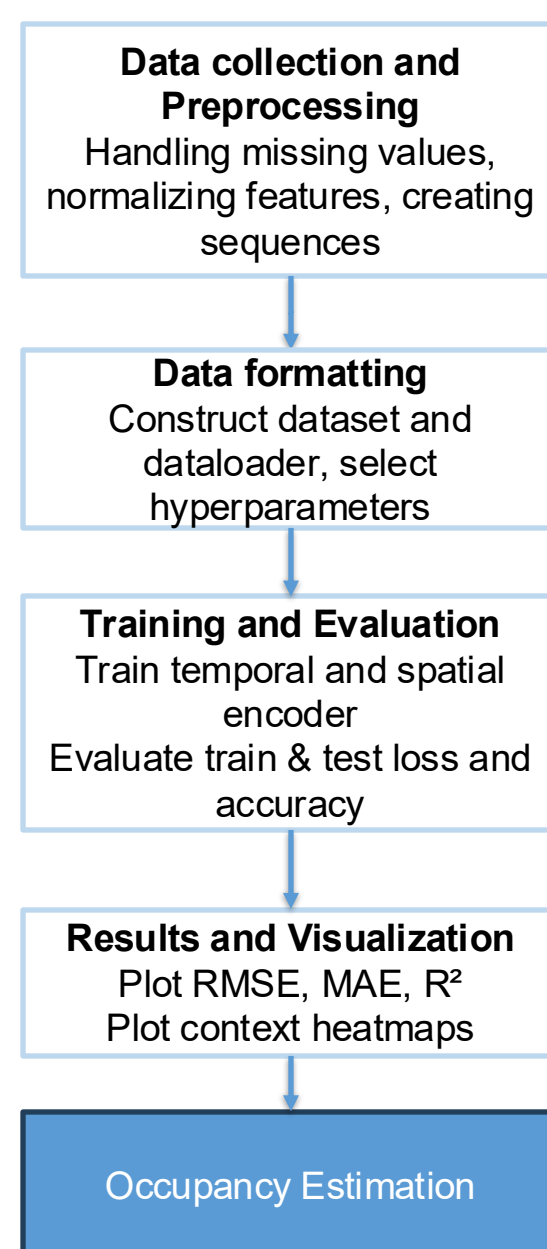 Data collection and
Preprocessing
Handling missing values,
normalizing features, creating
sequences
Data formatting
Construct dataset and
dataloader, select
hyperparameters
Training and Evaluation
Train temporal and spatial
encoder
Evaluate train & test loss and
accuracy
Results and Visualization
Plot RMSE, MAE, R²
Plot context heatmaps
Occupancy Estimation